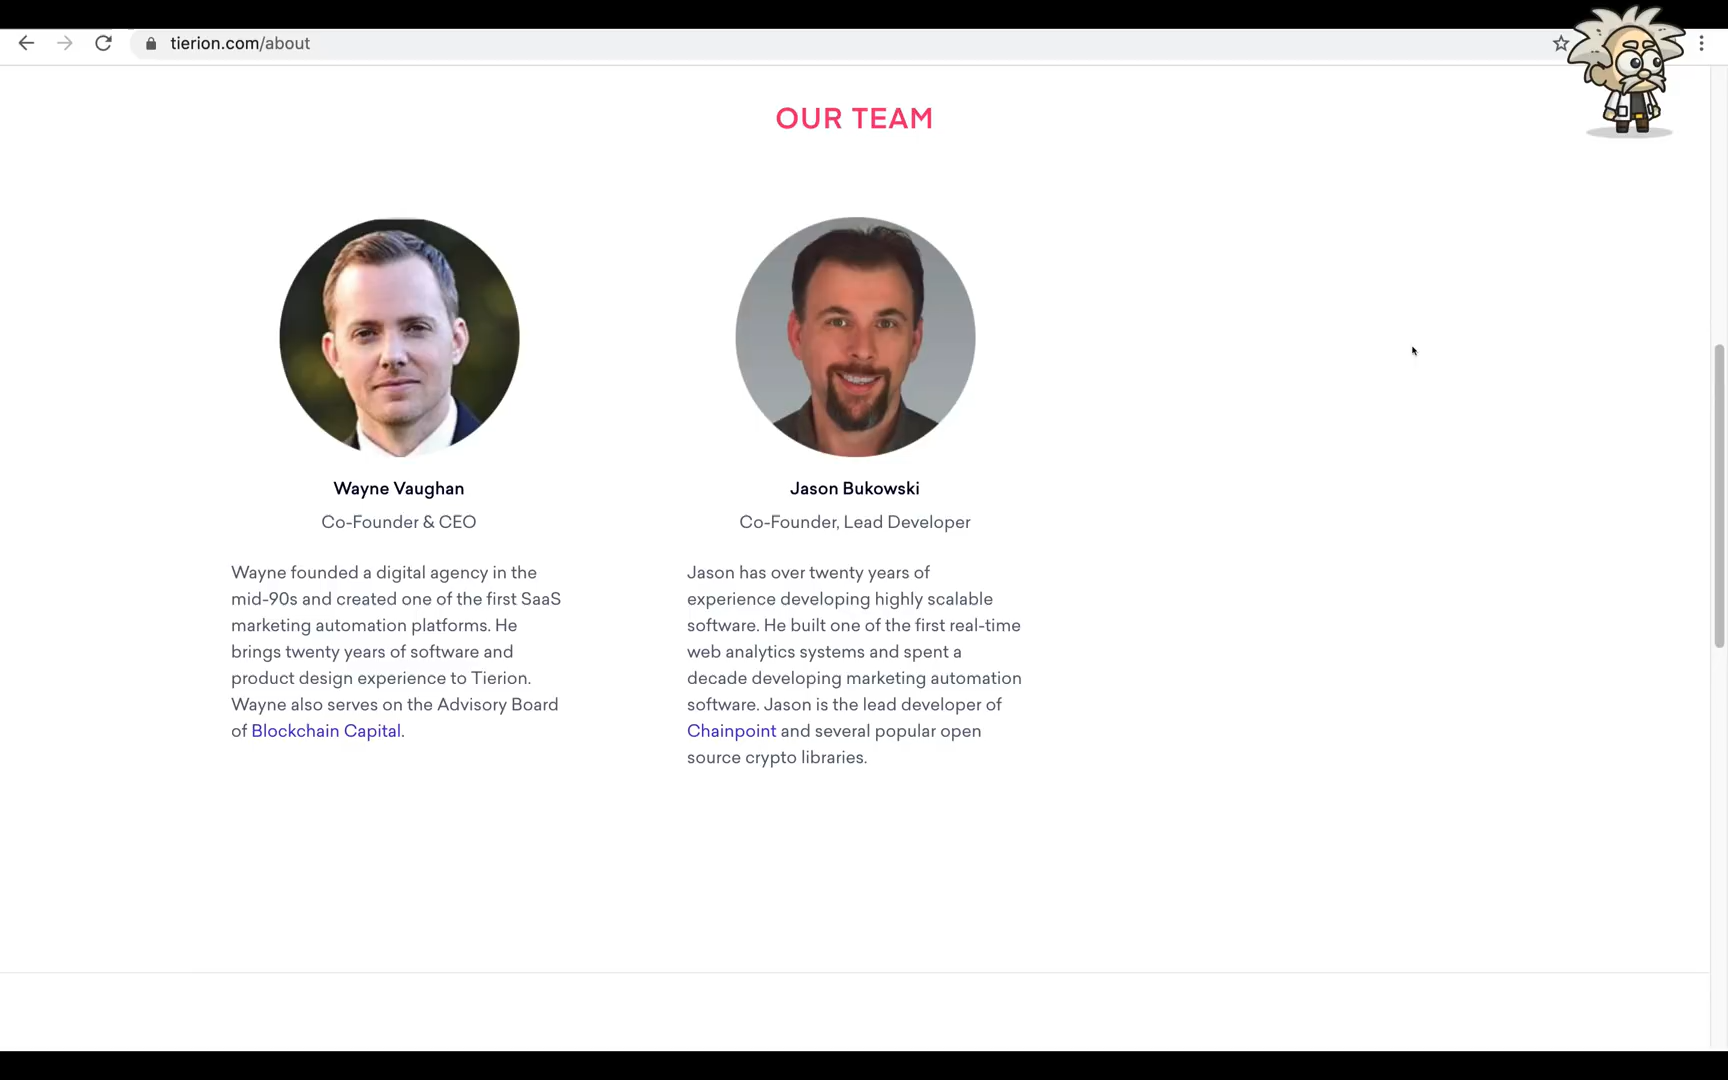 tierion.com/about
OUR TEAM
Wayne Vaughan
Co-Founder & CEO
Wayne founded a digital agency in the
mid-90s and created one of the first SaaS
marketing automation platforms. He
brings twenty years of software and
product design experience to Tierion.
Wayne also serves on the Advisory Board
of Blockchain Capital.
Jason Bukowski
Co-Founder, Lead Developer
Jason has over twenty years of
experience developing highly scalable
software. He built one of the first real-time
web analytics systems and spent a
decade developing marketing automation
software. Jason is the lead developer of
Chainpoint and several popular open
source crypto libraries.